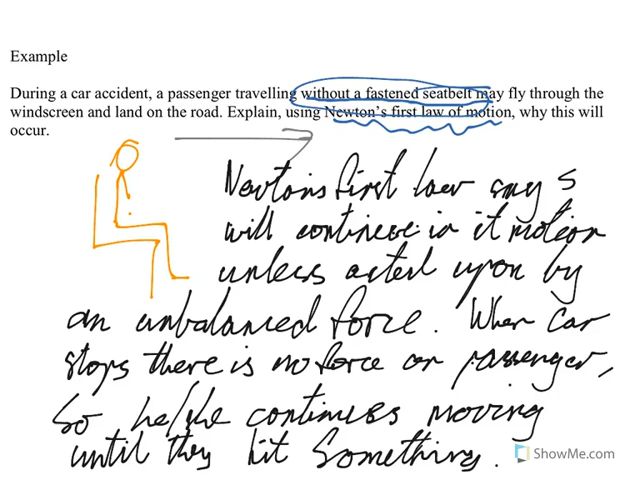 Example
During a car accident, a passenger travelling without a fastened seatbelt may fly through the
windscreen and land on the road. Explain, using Newton's first law of motion, why this will
occur.
Newtons first law says
will continue in it motion
unless acted upon by
an unbalanced force. When car
stops there is no force on passenger,
so he/she continues moving
until they hit something.
ShowMe.com